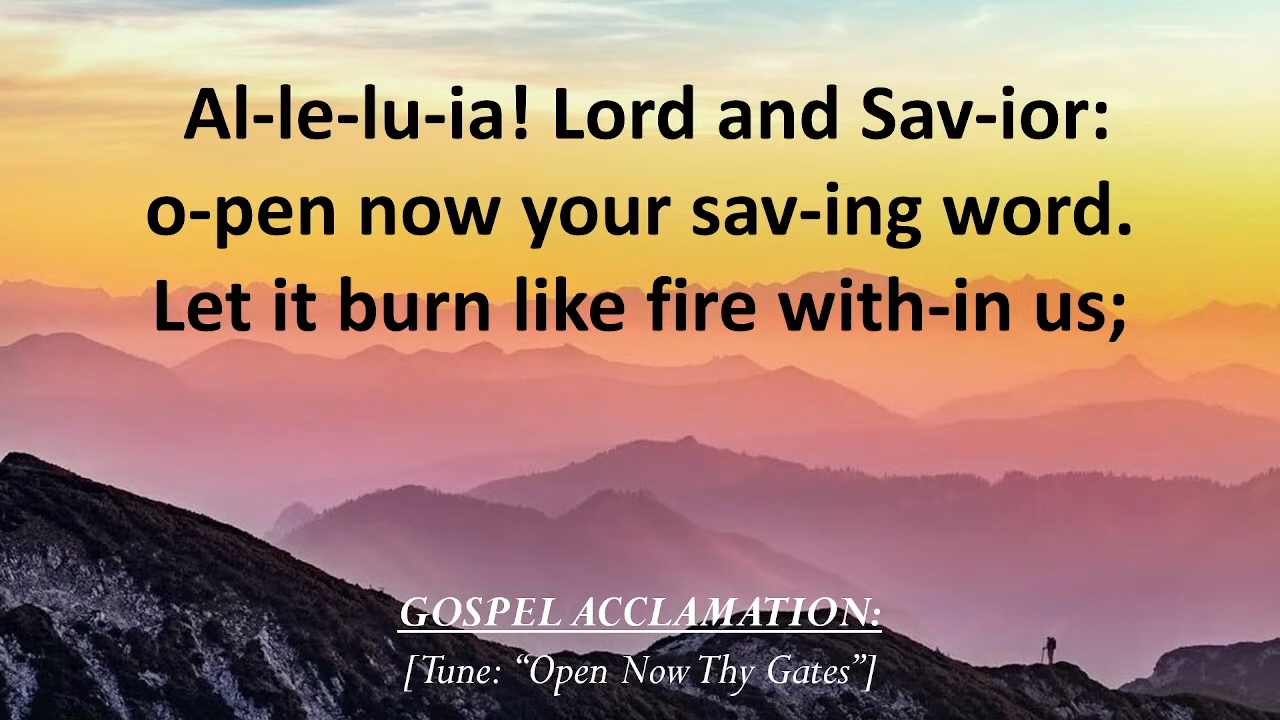 Al-le-lu-ia! Lord and Sav-ior:
o-pen now your sav-ing word.
Let it burn like fire with-in us;
GOSPEL ACCLAMATION:
[Tune: “Open Now Thy Gates”]